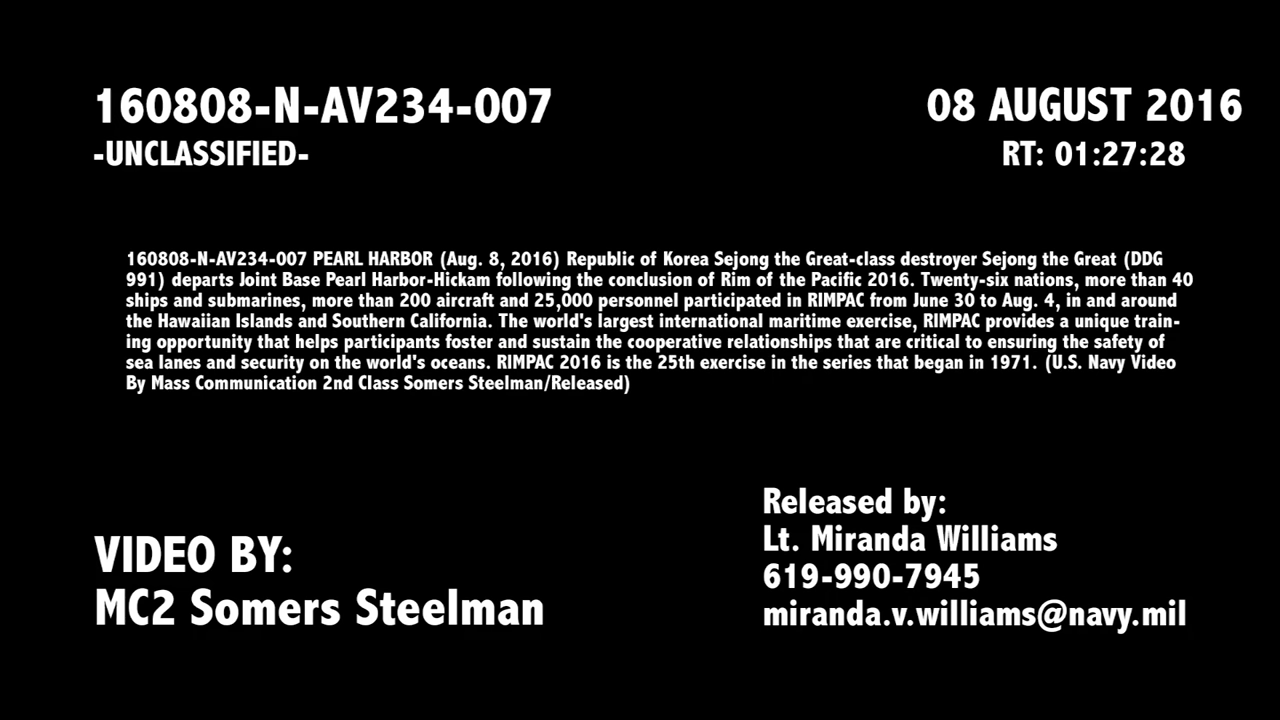 160808-N-AV234-007
-UNCLASSIFIED-
08 AUGUST 2016
RT: 01:27:28
160808-N-AV234-007 PEARL HARBOR (Aug. 8, 2016) Republic of Korea Sejong the Great-class destroyer Sejong the Great (DDG
991) departs Joint Base Pearl Harbor-Hickam following the conclusion of Rim of the Pacific 2016. Twenty-six nations, more than 40
ships and submarines, more than 200 aircraft and 25,000 personnel participated in RIMPAC from June 30 to Aug. 4, in and around
the Hawaiian Islands and Southern California. The world's largest international maritime exercise, RIMPAC provides a unique train-
ing opportunity that helps participants foster and sustain the cooperative relationships that are critical to ensuring the safety of
sea lanes and security on the world's oceans. RIMPAC 2016 is the 25th exercise in the series that began in 1971. (U.S. Navy Video
By Mass Communication 2nd Class Somers Steelman/Released)
VIDEO BY:
MC2 Somers Steelman
Released by:
Lt. Miranda Williams
619-990-7945
miranda.v.williams@navy.mil